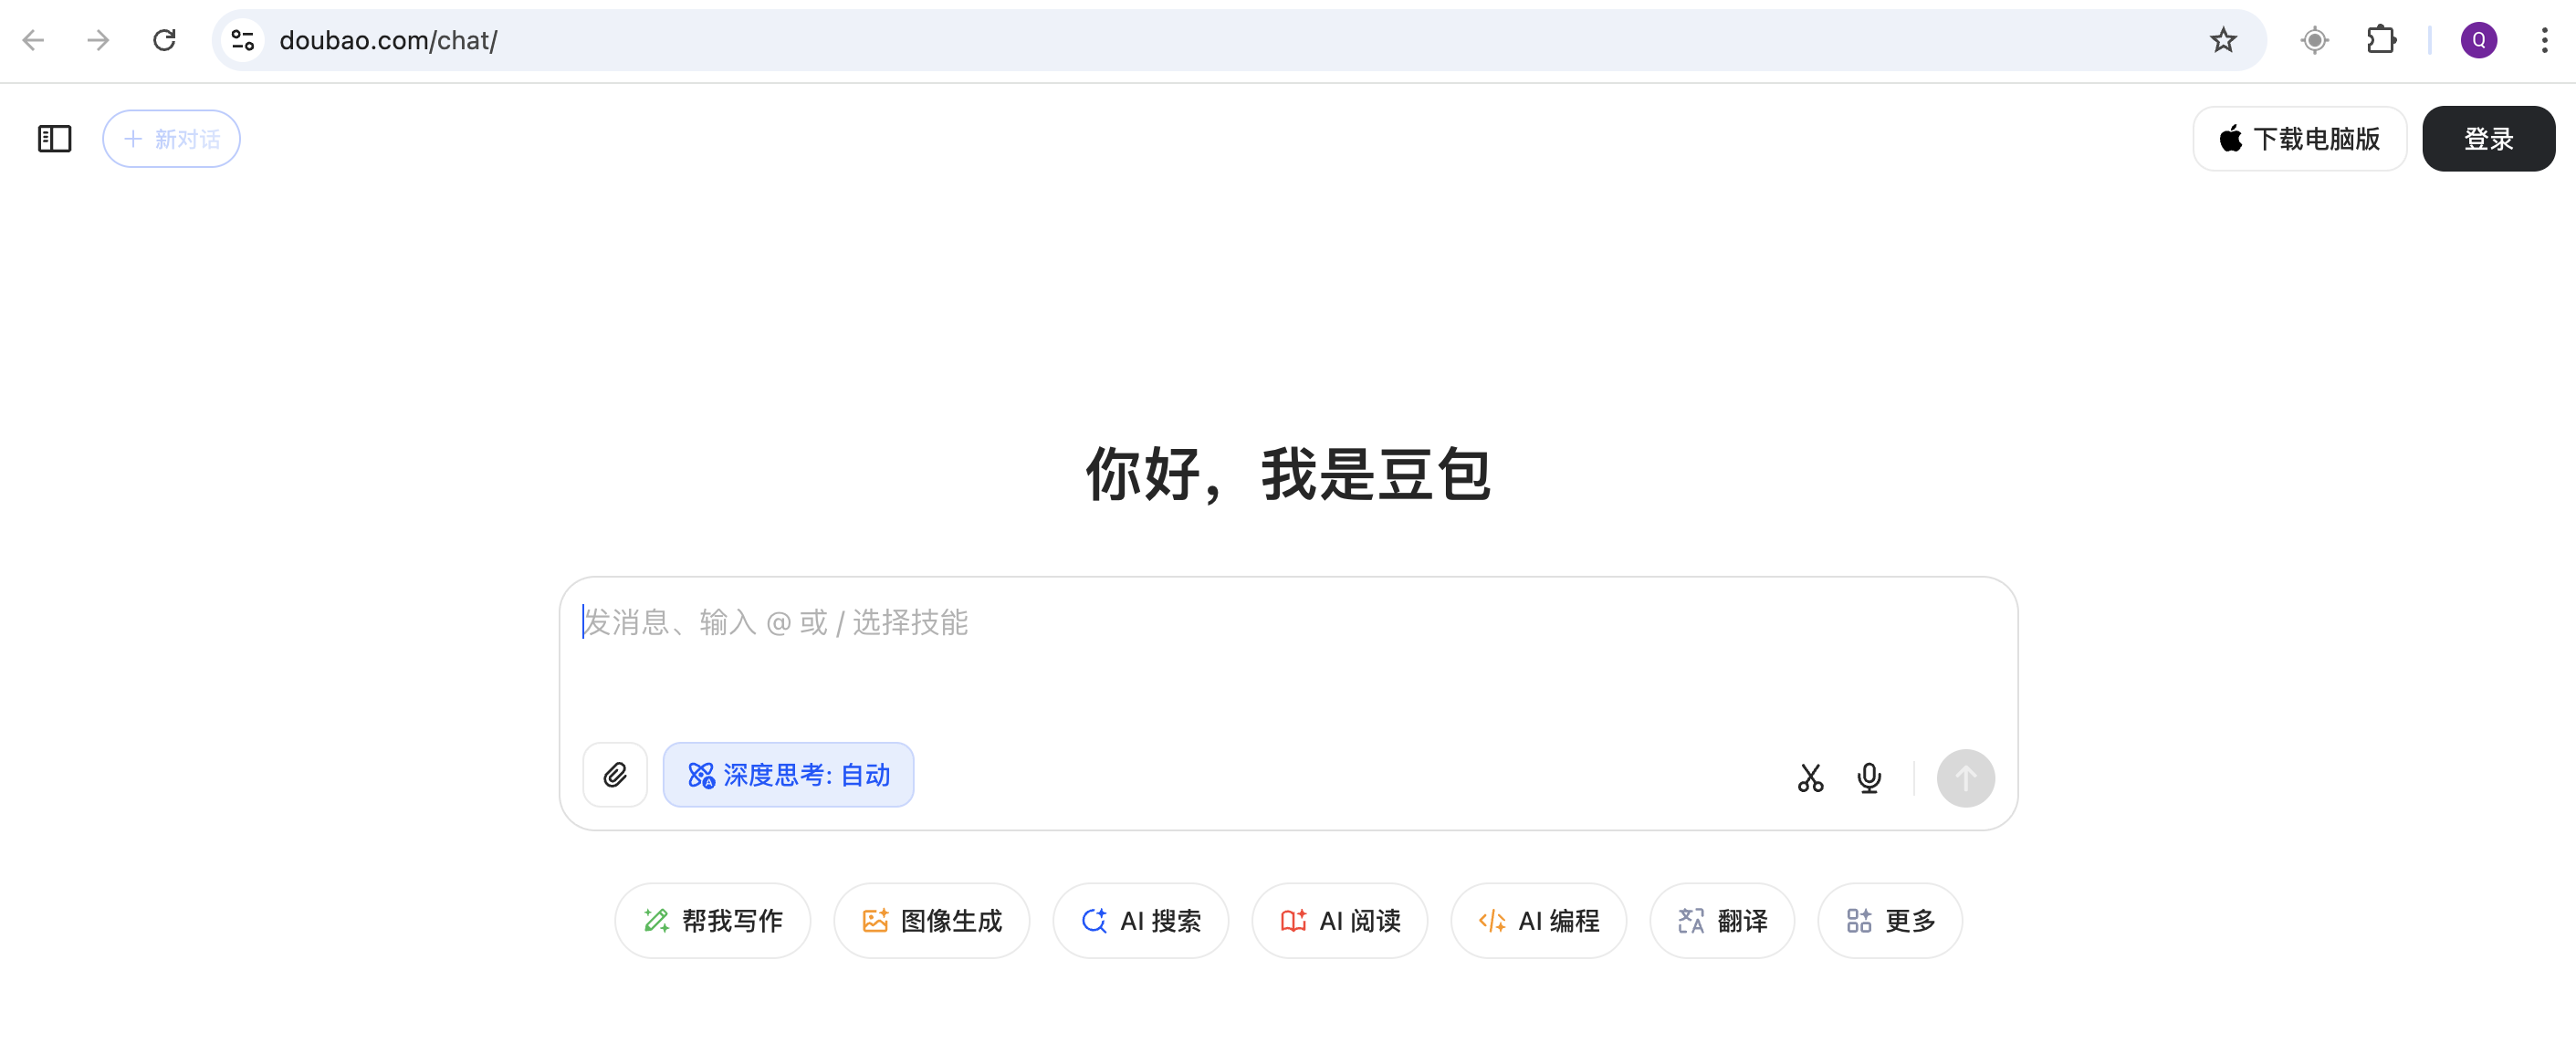 doubao.com/chat/
Q
新对话
下载电脑版
登录
你好，我是豆包
发消息、输入 @ 或 / 选择技能
深度思考: 自动
帮我写作
图像生成
AI 搜索
AI 阅读
AI 编程
翻译
更多